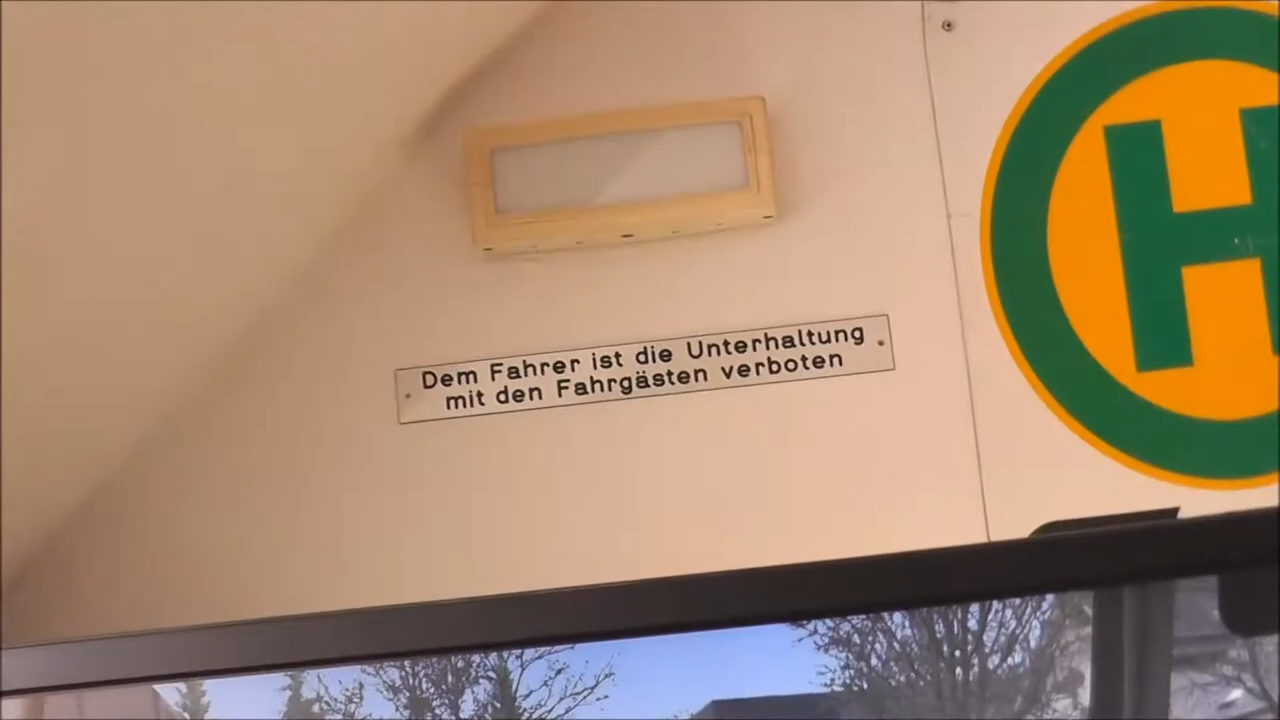 Dem Fahrer ist die Unterhaltung
mit den Fahrgästen verboten
H